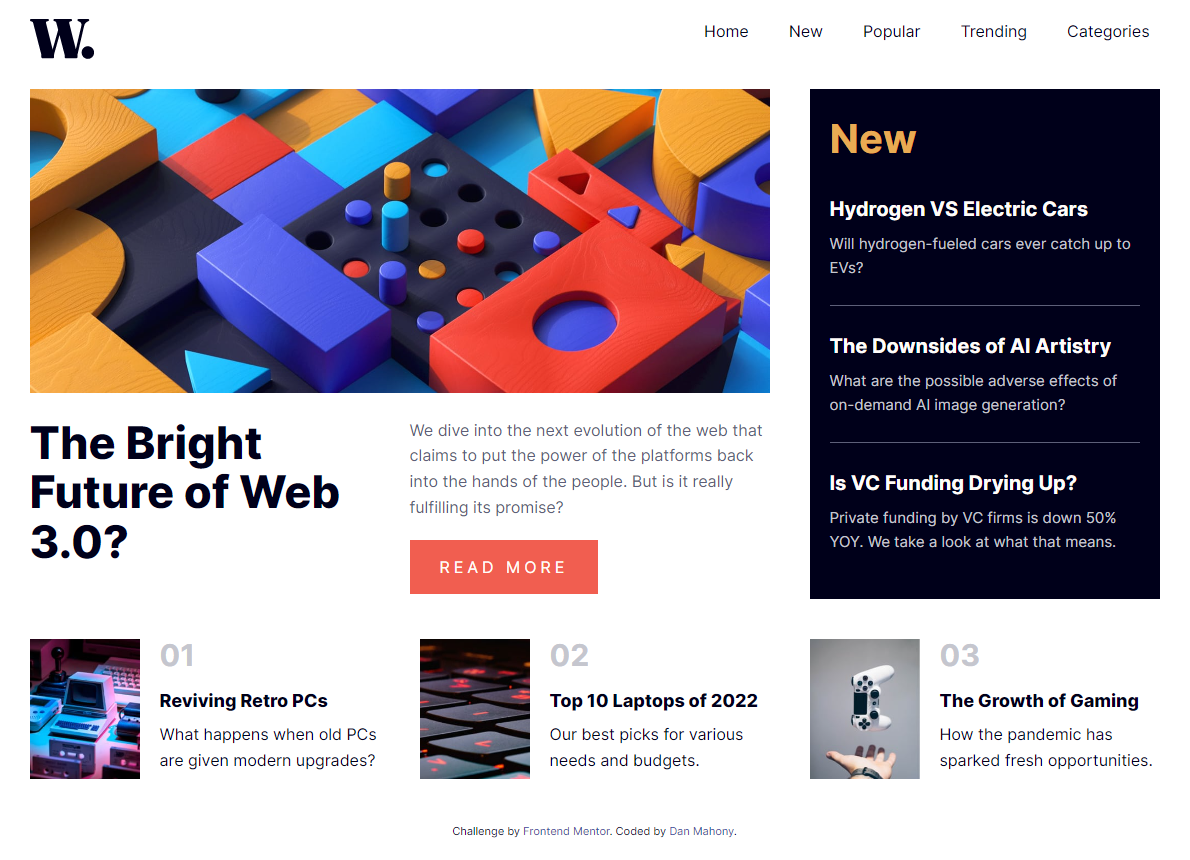 W.
Home New Popular Trending Categories
The Bright
Future of Web
3.0?
We dive into the next evolution of the web that
claims to put the power of the platforms back
into the hands of the people. But is it really
fulfilling its promise?
READ MORE
New
Hydrogen VS Electric Cars
Will hydrogen-fueled cars ever catch up to
EVs?
The Downsides of AI Artistry
What are the possible adverse effects of
on-demand AI image generation?
Is VC Funding Drying Up?
Private funding by VC firms is down 50%
YOY. We take a look at what that means.
01
Reviving Retro PCs
What happens when old PCs
are given modern upgrades?
02
Top 10 Laptops of 2022
Our best picks for various
needs and budgets.
03
The Growth of Gaming
How the pandemic has
sparked fresh opportunities.
Challenge by Frontend Mentor. Coded by Dan Mahony.